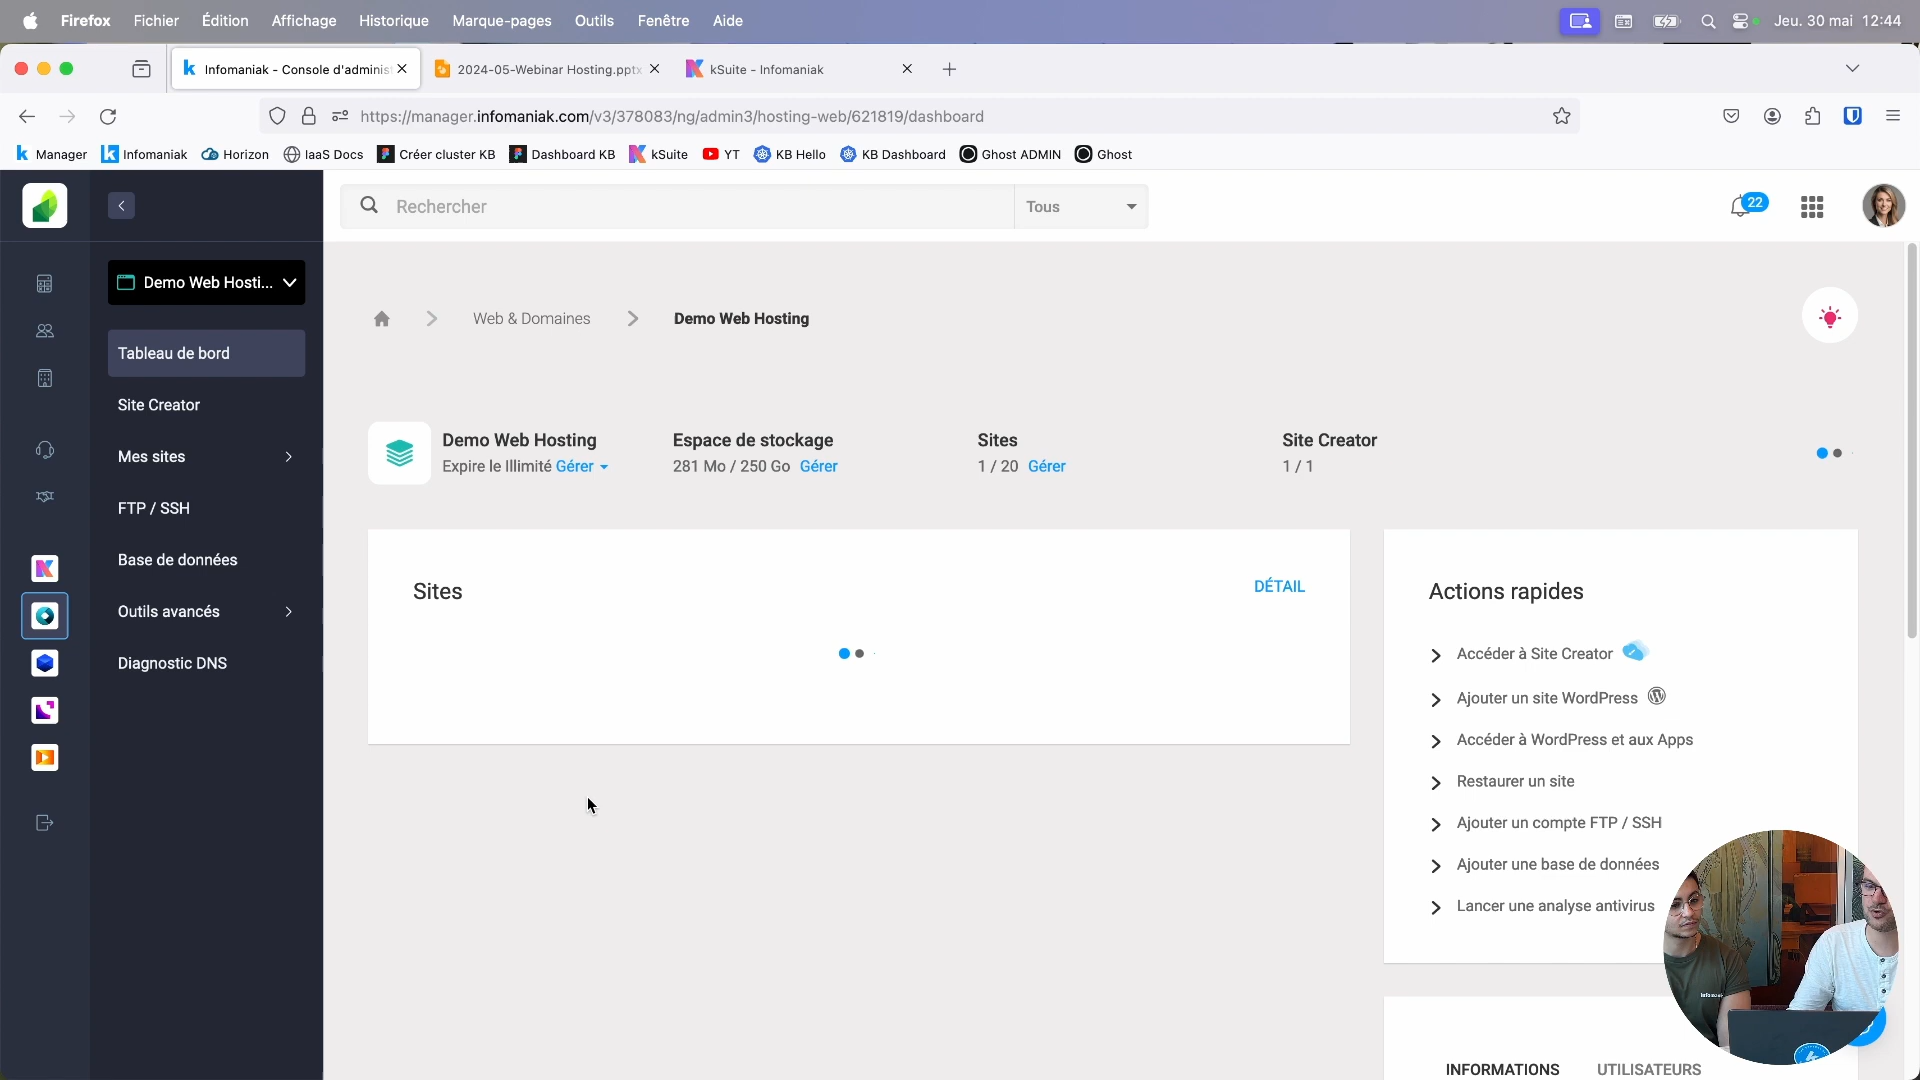 Firefox Fichier Édition Affichage Historique Marque-pages Outils Fenêtre Aide Jeu. 30 mai 12:44
Infomaniak - Console d'adminis 2024-05-Webinar Hosting.pptx kSuite - Infomaniak
https://manager.infomaniak.com/v3/378083/ng/admin3/hosting-web/621819/dashboard
Manager Infomaniak Horizon IaaS Docs Créer cluster KB Dashboard KB kSuite YT KB Hello KB Dashboard Ghost ADMIN Ghost
Rechercher Tous 22
Demo Web Hosti...
Tableau de bord
Site Creator
Mes sites
FTP / SSH
Base de données
Outils avancés
Diagnostic DNS
Web & Domaines Demo Web Hosting
Demo Web Hosting
Expire le Illimité Gérer
Espace de stockage
281 Mo / 250 Go Gérer
Sites
1 / 20 Gérer
Site Creator
1 / 1
Sites DÉTAIL
Actions rapides
Accéder à Site Creator
Ajouter un site WordPress
Accéder à WordPress et aux Apps
Restaurer un site
Ajouter un compte FTP / SSH
Ajouter une base de données
Lancer une analyse antivirus
INFORMATIONS UTILISATEURS